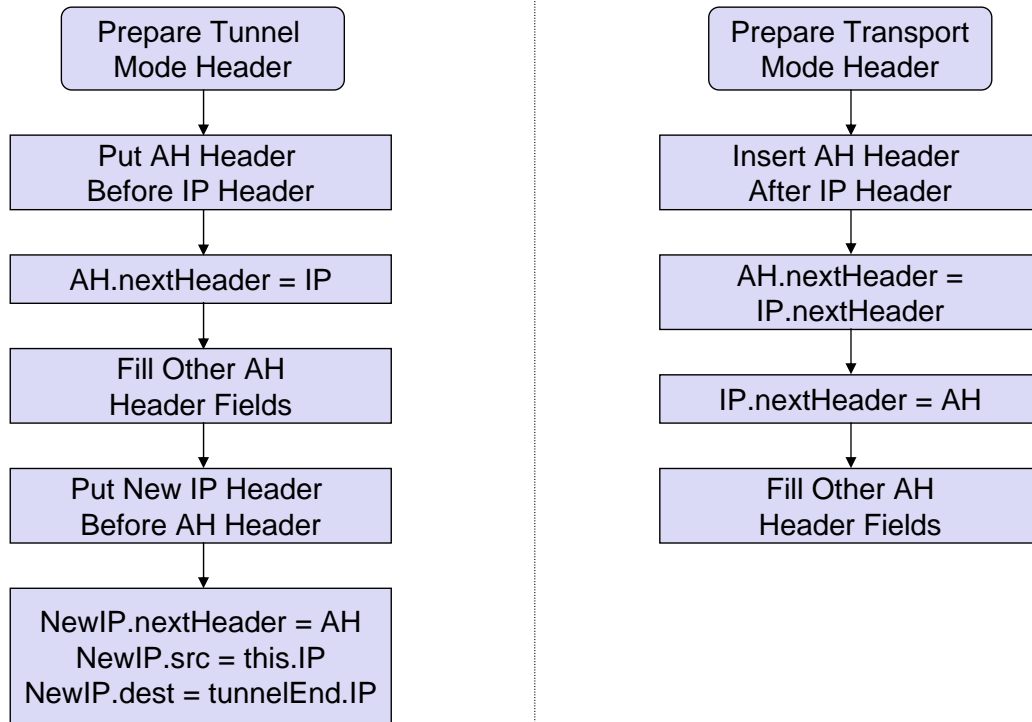 Prepare Tunnel
Mode Header
Put AH Header
Before IP Header
AH.nextHeader = IP
Fill Other AH
Header Fields
Put New IP Header
Before AH Header
NewIP.nextHeader = AH
NewIP.src = this.IP
NewIP.dest = tunnelEnd.IP
Prepare Transport
Mode Header
Insert AH Header
After IP Header
AH.nextHeader =
IP.nextHeader
IP.nextHeader = AH
Fill Other AH
Header Fields